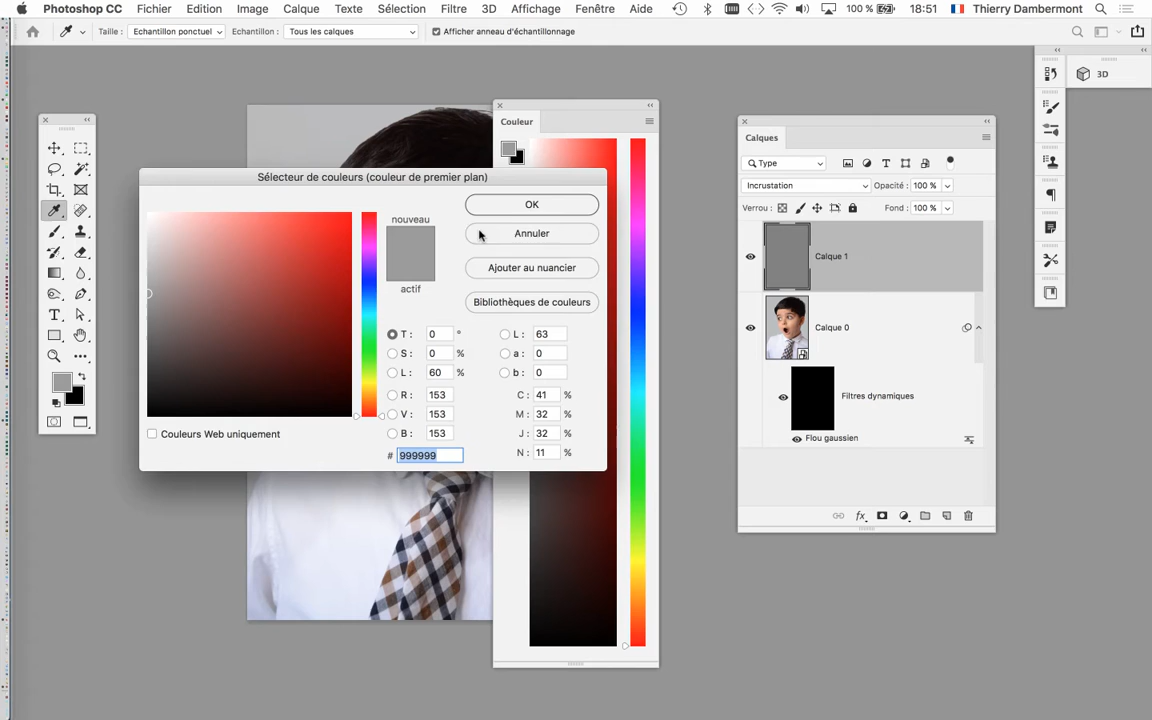 Photoshop CC Fichier Edition Image Calque Texte Sélection Filtre 3D Affichage Fenêtre Aide 100 % 18:51 Thierry Dambermont
Taille : Echantillon ponctuel Echantillon : Tous les calques Afficher anneau d'échantillonnage
3D
Couleur
Calques
Type
Incrustation Opacité : 100 %
Verrou : Fond : 100 %
Calque 1
Calque 0
Filtres dynamiques
Flou gaussien
fx
Sélecteur de couleurs (couleur de premier plan)
nouveau
actif
OK
Annuler
Ajouter au nuancier
Bibliothèques de couleurs
T : 0 ° L : 63
S : 0 % a : 0
L : 60 % b : 0
R : 153 C : 41 %
V : 153 M : 32 %
B : 153 J : 32 %
# 999999 N : 11 %
Couleurs Web uniquement